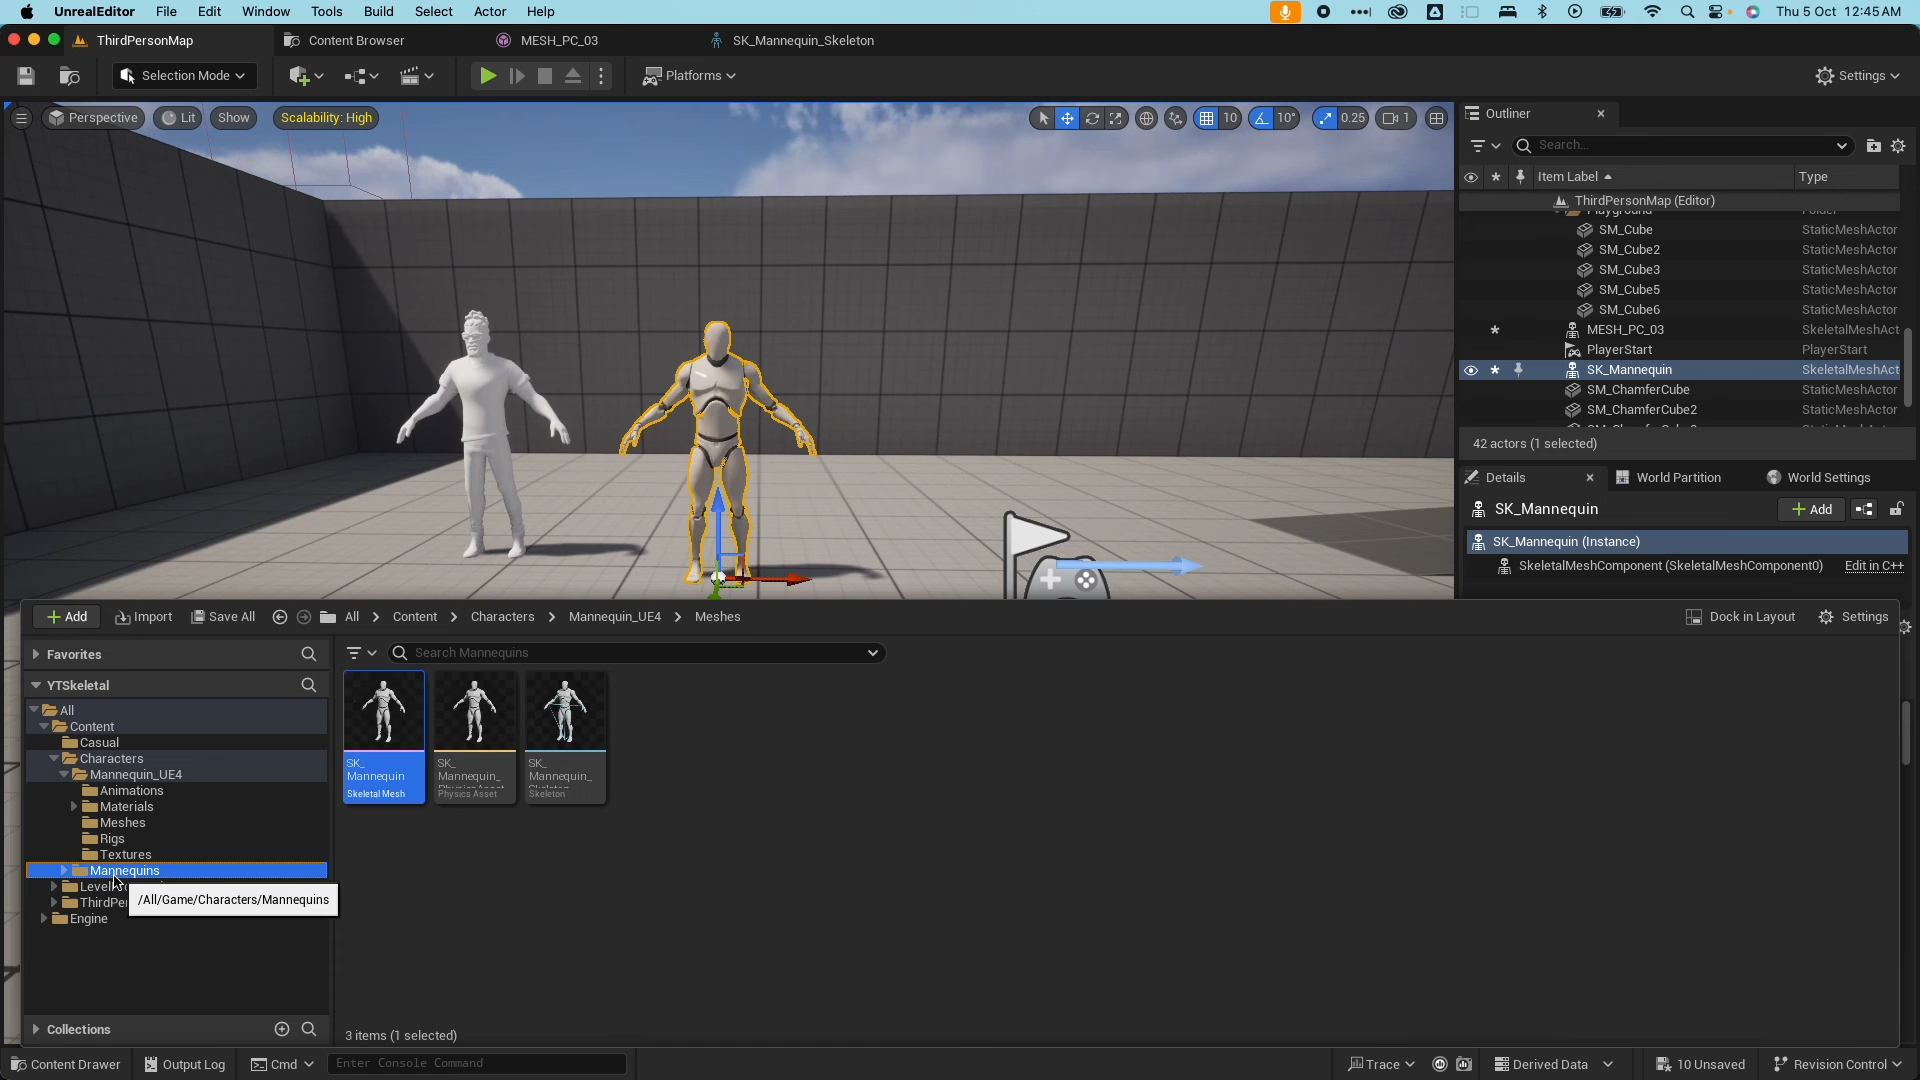 UnrealEditor File Edit Window Tools Build Select Actor Help Thu 5 Oct 12:45 AM
ThirdPersonMap Content Browser MESH_PC_03 SK_Mannequin_Skeleton
Selection Mode Platforms Settings
Perspective Lit Show Scalability: High 10 10° 0.25 1
Outliner
Search...
Item Label Type
ThirdPersonMap (Editor)
SM_Cube StaticMeshActor
SM_Cube2 StaticMeshActor
SM_Cube3 StaticMeshActor
SM_Cube5 StaticMeshActor
SM_Cube6 StaticMeshActor
MESH_PC_03 SkeletalMeshAct
PlayerStart PlayerStart
SK_Mannequin SkeletalMeshAct
SM_ChamferCube StaticMeshActor
SM_ChamferCube2 StaticMeshActor
42 actors (1 selected)
Details World Partition World Settings
SK_Mannequin Add
SK_Mannequin (Instance)
SkeletalMeshComponent (SkeletalMeshComponent0) Edit in C++
Add Import Save All All Content Characters Mannequin_UE4 Meshes Dock in Layout Settings
Favorites
Search Mannequins
YTSkeletal
All
Content
Casual
Characters
Mannequin_UE4
Animations
Materials
Meshes
Rigs
Textures
Mannequins
Level
ThirdPer
/All/Game/Characters/Mannequins
Engine
SK_
Mannequin
Skeletal Mesh
SK_
Mannequin_
Physics Asset
SK_
Mannequin_
Skeleton
Collections
3 items (1 selected)
Content Drawer Output Log Cmd Enter Console Command Trace Derived Data 10 Unsaved Revision Control